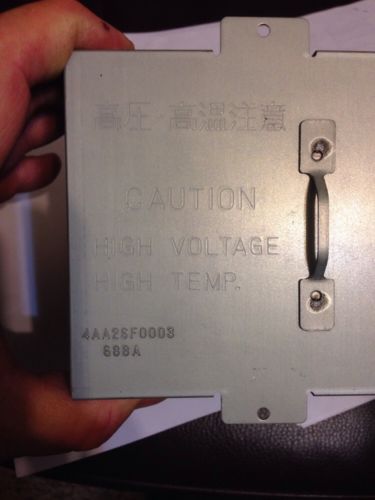 高圧・高温注意
CAUTION
HIGH VOLTAGE
HIGH TEMP.
4AA26F0003
688A